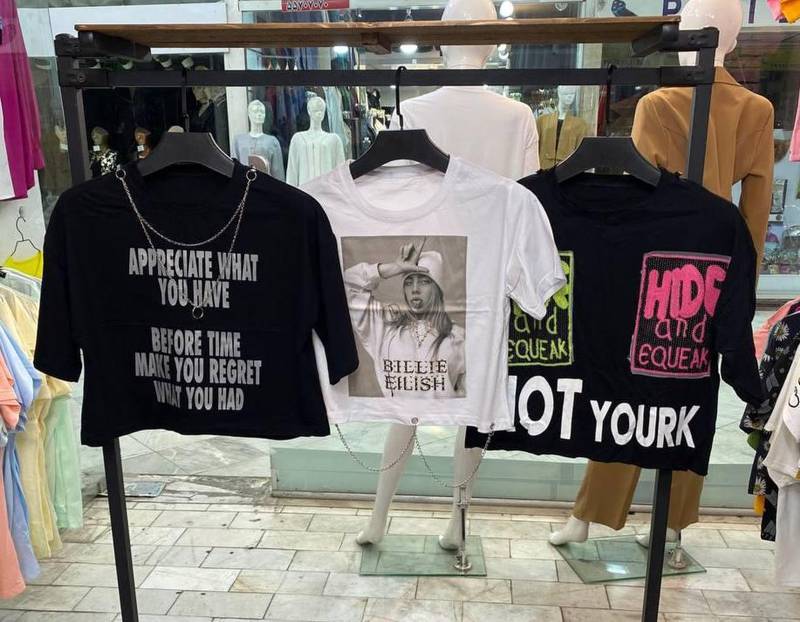 APPRECIATE WHAT
YOU HAVE
BEFORE TIME
MAKE YOU REGRET
WHAT YOU HAD
BILLIE
EILISH
and
EQUEAK
HIDE
and
EQUEAK
NOT YOURK